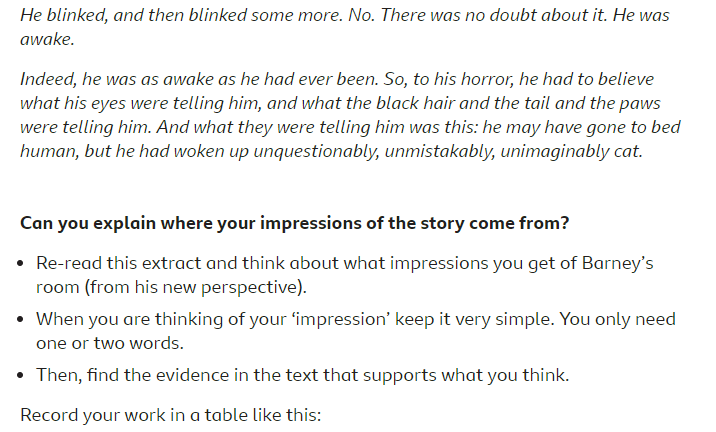 He blinked, and then blinked some more. No. There was no doubt about it. He was
awake.
Indeed, he was as awake as he had ever been. So, to his horror, he had to believe
what his eyes were telling him, and what the black hair and the tail and the paws
were telling him. And what they were telling him was this: he may have gone to bed
human, but he had woken up unquestionably, unmistakably, unimaginably cat.
Can you explain where your impressions of the story come from?
• Re-read this extract and think about what impressions you get of Barney’s
room (from his new perspective).
• When you are thinking of your ‘impression’ keep it very simple. You only need
one or two words.
• Then, find the evidence in the text that supports what you think.
Record your work in a table like this: